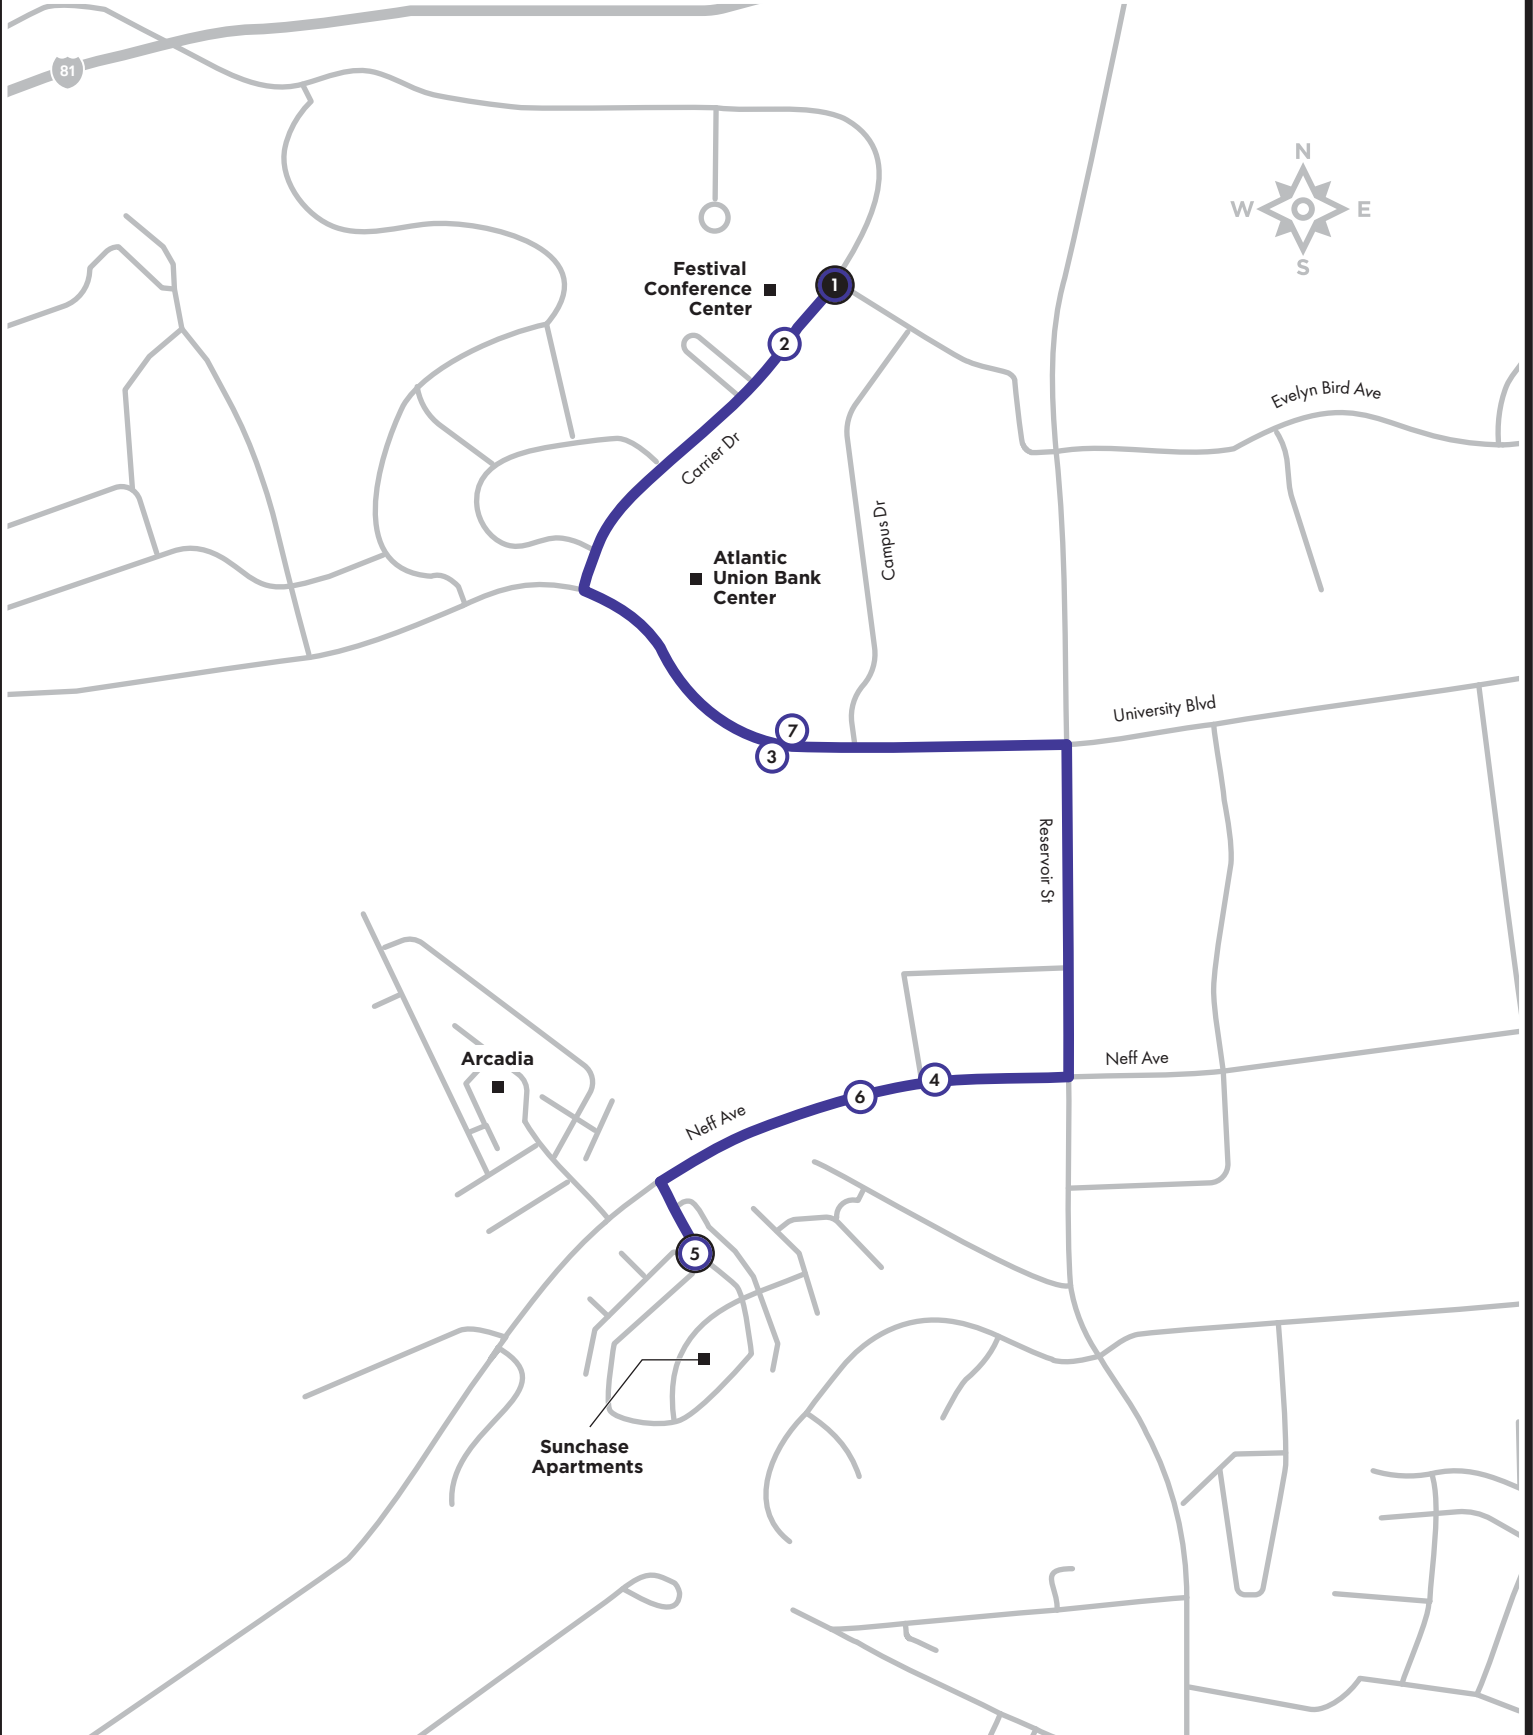 81
N
W
E
S
Festival
Conference
Center
1
2
Evelyn Bird Ave
Carrier Dr
Campus Dr
Atlantic
Union Bank
Center
University Blvd
7
3
Reservoir St
Arcadia
Neff Ave
4
6
Neff Ave
5
Sunchase
Apartments